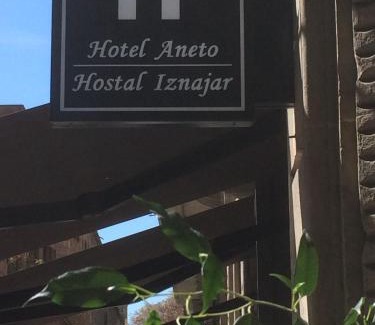 H
Hotel Aneto
Hostal Iznajar